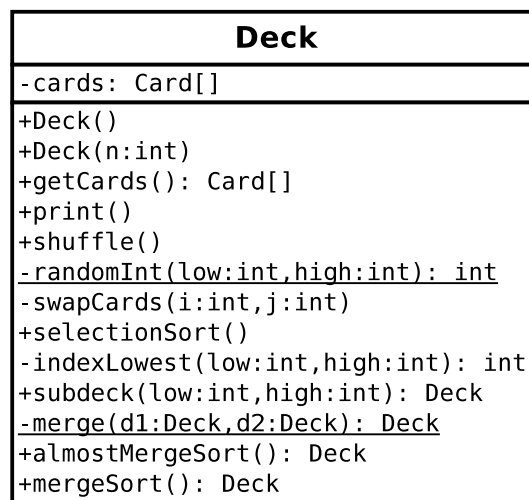 Deck
-cards: Card[]
+Deck()
+Deck(n:int)
+getCards(): Card[]
+print()
+shuffle()
-randomInt(low:int,high:int): int
-swapCards(i:int,j:int)
+selectionSort()
-indexLowest(low:int,high:int): int
+subdeck(low:int,high:int): Deck
-merge(d1:Deck,d2:Deck): Deck
+almostMergeSort(): Deck
+mergeSort(): Deck